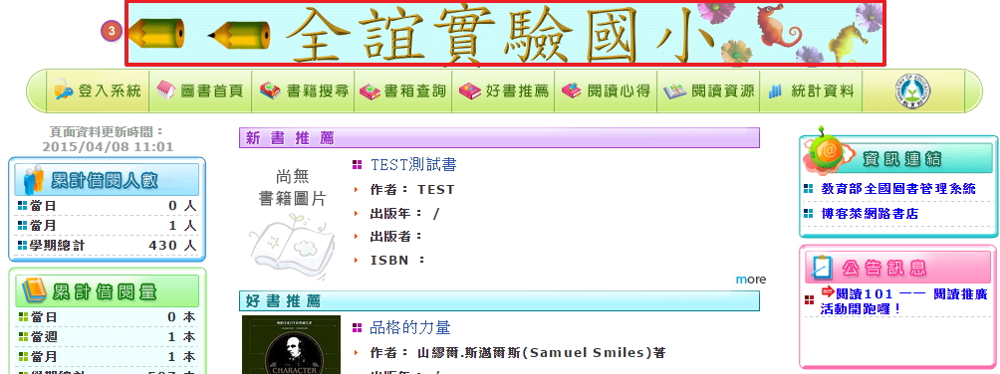 3
全誼實驗國小
登入系統 圖書首頁 書籍搜尋 書箱查詢 好書推薦 閱讀心得 閱讀資源 統計資料
頁面資料更新時間：
2015/04/08 11:01
累計借閱人數
當日 0 人
當月 1 人
學期總計 430 人
累計借閱量
當日 0 本
當週 1 本
當月 1 本
新書推薦
尚無
書籍圖片
TEST測試書
作者： TEST
出版年： /
出版者：
ISBN ：
more
好書推薦
CHARACTER
品格的力量
作者： 山繆爾.斯邁爾斯(Samuel Smiles)著
資訊連結
教育部全國圖書管理系統
博客萊網路書店
公告訊息
閱讀101 一一 閱讀推廣
活動開跑囉！